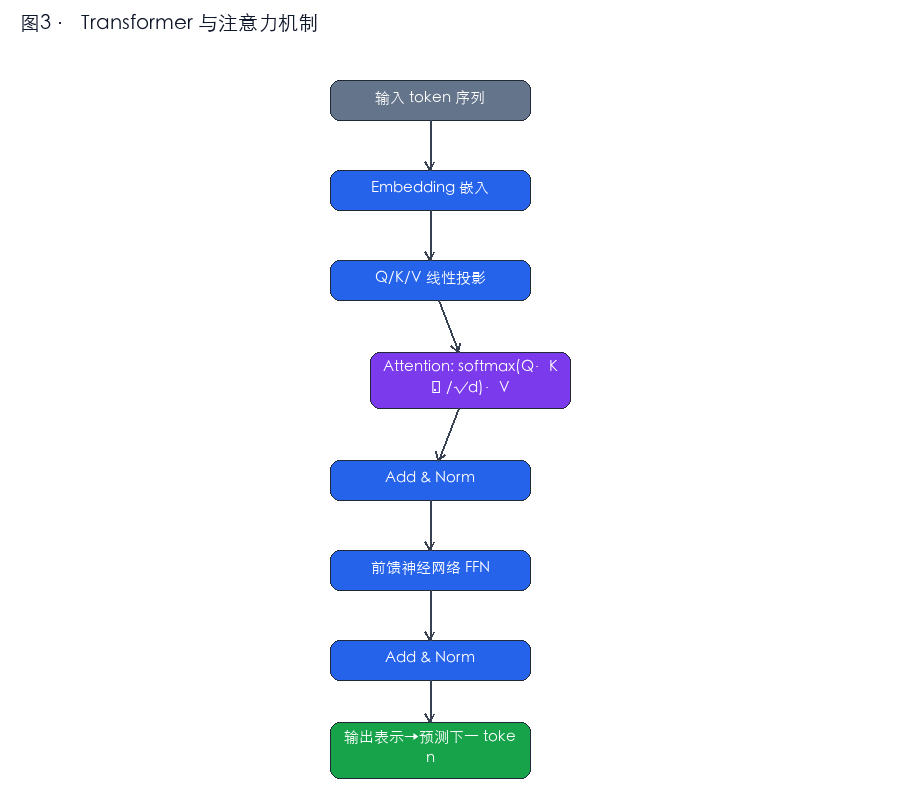 图3 · Transformer 与注意力机制
输入 token 序列
Embedding 嵌入
Q/K/V 线性投影
Attention: softmax(Q· K
/√d)· V
Add & Norm
前馈神经网络 FFN
Add & Norm
输出表示→预测下一 toke
n